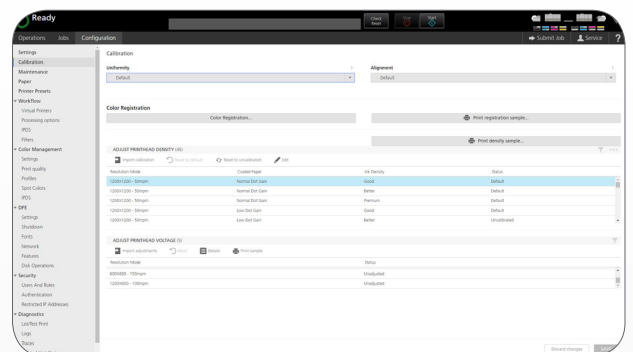 Ready
Check Reset
Stop
Start
Operations Jobs Configuration
Submit Job Service ?
Settings
Calibration
Maintenance
Paper
Printer Presets
Workflow
Virtual Printers
Processing options
IPDS
Filters
Color Management
Settings
Print quality
Profiles
Spot Colors
IPDS
DFE
Settings
Shutdown
Fonts
Network
Features
Disk Operations
Security
Users And Roles
Authentication
Restricted IP Addresses
Diagnostics
List/Test Print
Logs
Traces
Calibration
Uniformity
Default
Alignment
Default
Color Registration
Color Registration...
Print registration sample...
Print density sample...
ADJUST PRINTHEAD DENSITY (45)
Import calibration Reset to default Reset to uncalibrated Edit
Resolution Mode Coated Paper Ink Density Status
1200X1200 - 50mpm Normal Dot Gain Good Default
1200X1200 - 50mpm Normal Dot Gain Better Default
1200X1200 - 50mpm Normal Dot Gain Premium Default
1200X1200 - 50mpm Low Dot Gain Good Default
1200X1200 - 50mpm Low Dot Gain Better Uncalibrated
ADJUST PRINTHEAD VOLTAGE (5)
Import adjustments Reset Details Print sample
Resolution Mode Status
600X600 - 150mpm Unadjusted
1200X600 - 100mpm Unadjusted
Discard changes